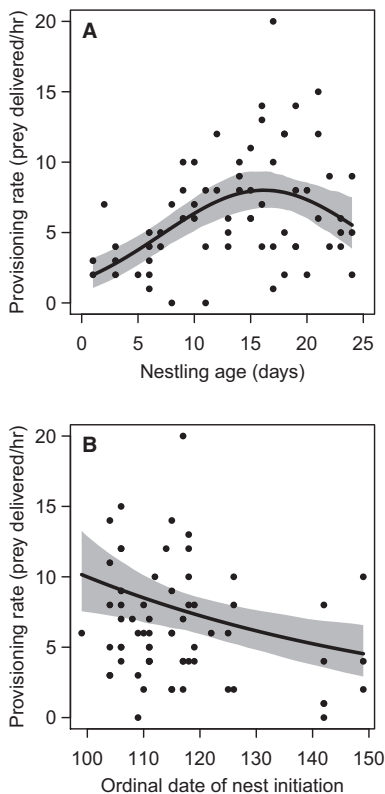 A
Provisioning rate (prey delivered/hr)
20
15
10
5
0
0 5 10 15 20 25
Nestling age (days)
B
Provisioning rate (prey delivered/hr)
20
15
10
5
0
100 110 120 130 140 150
Ordinal date of nest initiation